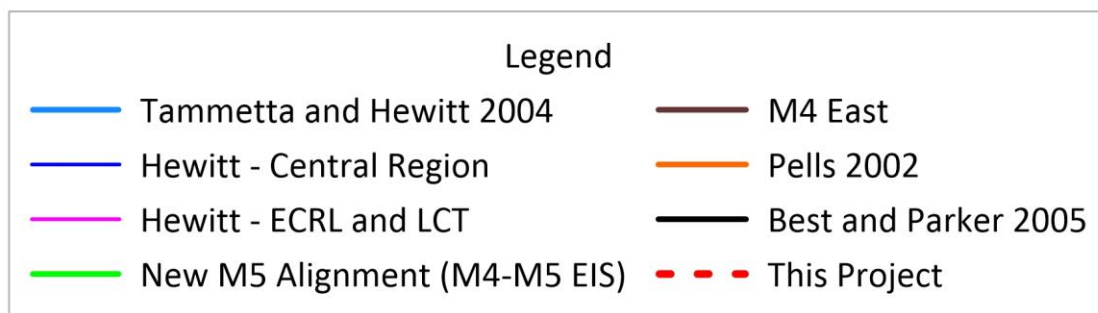 Legend
Tammetta and Hewitt 2004
Hewitt - Central Region
Hewitt - ECRL and LCT
New M5 Alignment (M4-M5 EIS)
M4 East
Pells 2002
Best and Parker 2005
This Project